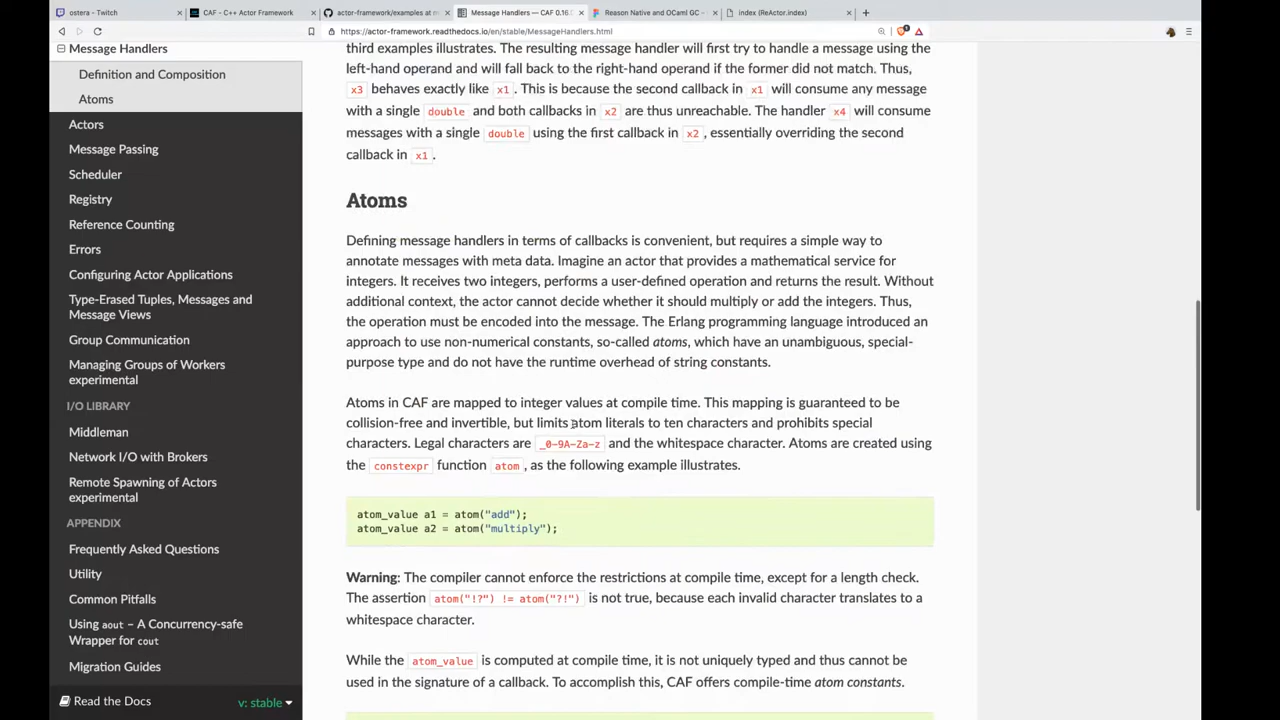 ostera - Twitch
CAF - C++ Actor Framework
actor-framework/examples at m
Message Handlers — CAF 0.16.
Reason Native and OCaml GC -
index (ReActor.index)
https://actor-framework.readthedocs.io/en/stable/MessageHandlers.html
Message Handlers
Definition and Composition
Atoms
Actors
Message Passing
Scheduler
Registry
Reference Counting
Errors
Configuring Actor Applications
Type-Erased Tuples, Messages and
Message Views
Group Communication
Managing Groups of Workers
experimental
I/O LIBRARY
Middleman
Network I/O with Brokers
Remote Spawning of Actors
experimental
APPENDIX
Frequently Asked Questions
Utility
Common Pitfalls
Using aout – A Concurrency-safe
Wrapper for cout
Migration Guides
Read the Docs
v: stable
third examples illustrates. The resulting message handler will first try to handle a message using the
left-hand operand and will fall back to the right-hand operand if the former did not match. Thus,
x3 behaves exactly like x1. This is because the second callback in x1 will consume any message
with a single double and both callbacks in x2 are thus unreachable. The handler x4 will consume
messages with a single double using the first callback in x2, essentially overriding the second
callback in x1.
Atoms
Defining message handlers in terms of callbacks is convenient, but requires a simple way to
annotate messages with meta data. Imagine an actor that provides a mathematical service for
integers. It receives two integers, performs a user-defined operation and returns the result. Without
additional context, the actor cannot decide whether it should multiply or add the integers. Thus,
the operation must be encoded into the message. The Erlang programming language introduced an
approach to use non-numerical constants, so-called atoms, which have an unambiguous, special-
purpose type and do not have the runtime overhead of string constants.
Atoms in CAF are mapped to integer values at compile time. This mapping is guaranteed to be
collision-free and invertible, but limits atom literals to ten characters and prohibits special
characters. Legal characters are _0-9A-Za-z and the whitespace character. Atoms are created using
the constexpr function atom, as the following example illustrates.
atom_value a1 = atom("add");
atom_value a2 = atom("multiply");
Warning: The compiler cannot enforce the restrictions at compile time, except for a length check.
The assertion atom("!?") != atom("?!") is not true, because each invalid character translates to a
whitespace character.
While the atom_value is computed at compile time, it is not uniquely typed and thus cannot be
used in the signature of a callback. To accomplish this, CAF offers compile-time atom constants.